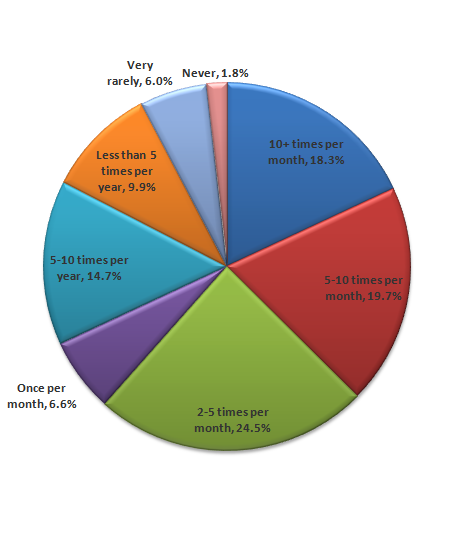 Very
rarely, 6.0%
Never, 1.8%
10+ times per
month, 18.3%
Less than 5
times per
year, 9.9%
5-10 times per
year, 14.7%
5-10 times per
month, 19.7%
Once per
month, 6.6%
2-5 times per
month, 24.5%